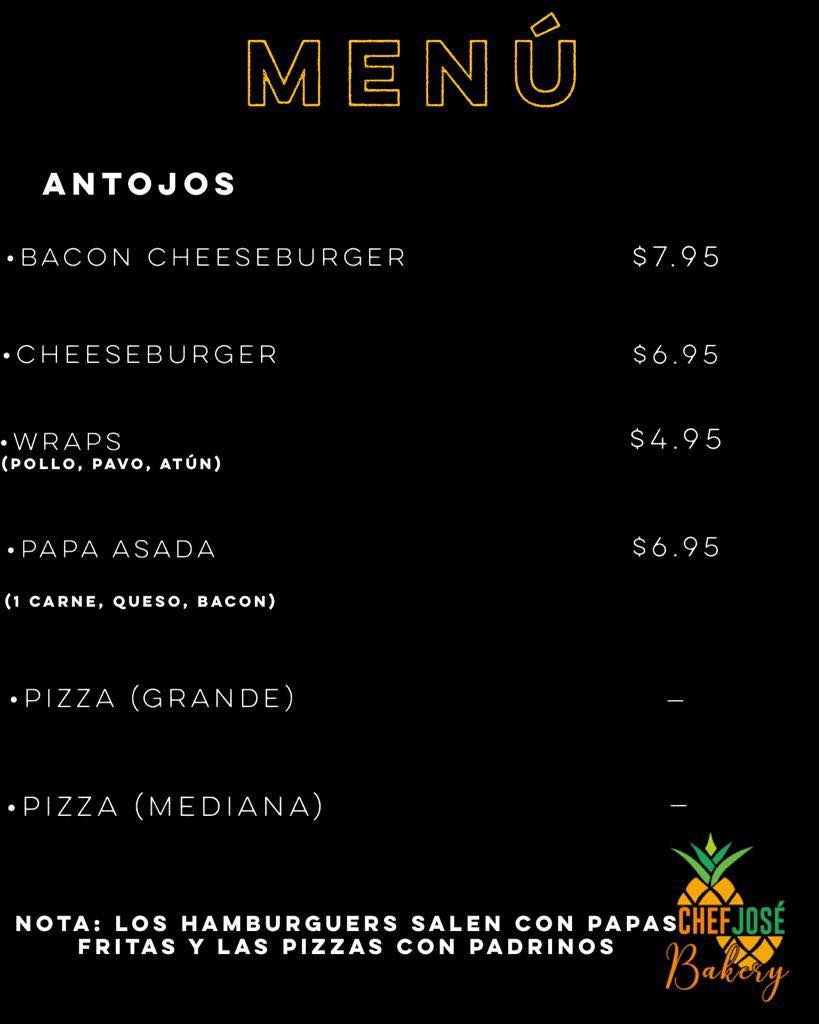 MENÚ
ANTOJOS
•BACON CHEESEBURGER $7.95
•CHEESEBURGER $6.95
•WRAPS $4.95
(POLLO, PAVO, ATÚN)
•PAPA ASADA $6.95
(1 CARNE, QUESO, BACON)
•PIZZA (GRANDE) –
•PIZZA (MEDIANA) –
NOTA: LOS HAMBURGUERS SALEN CON PAPAS
FRITAS Y LAS PIZZAS CON PADRINOS
CHEF JOSÉ
Bakery